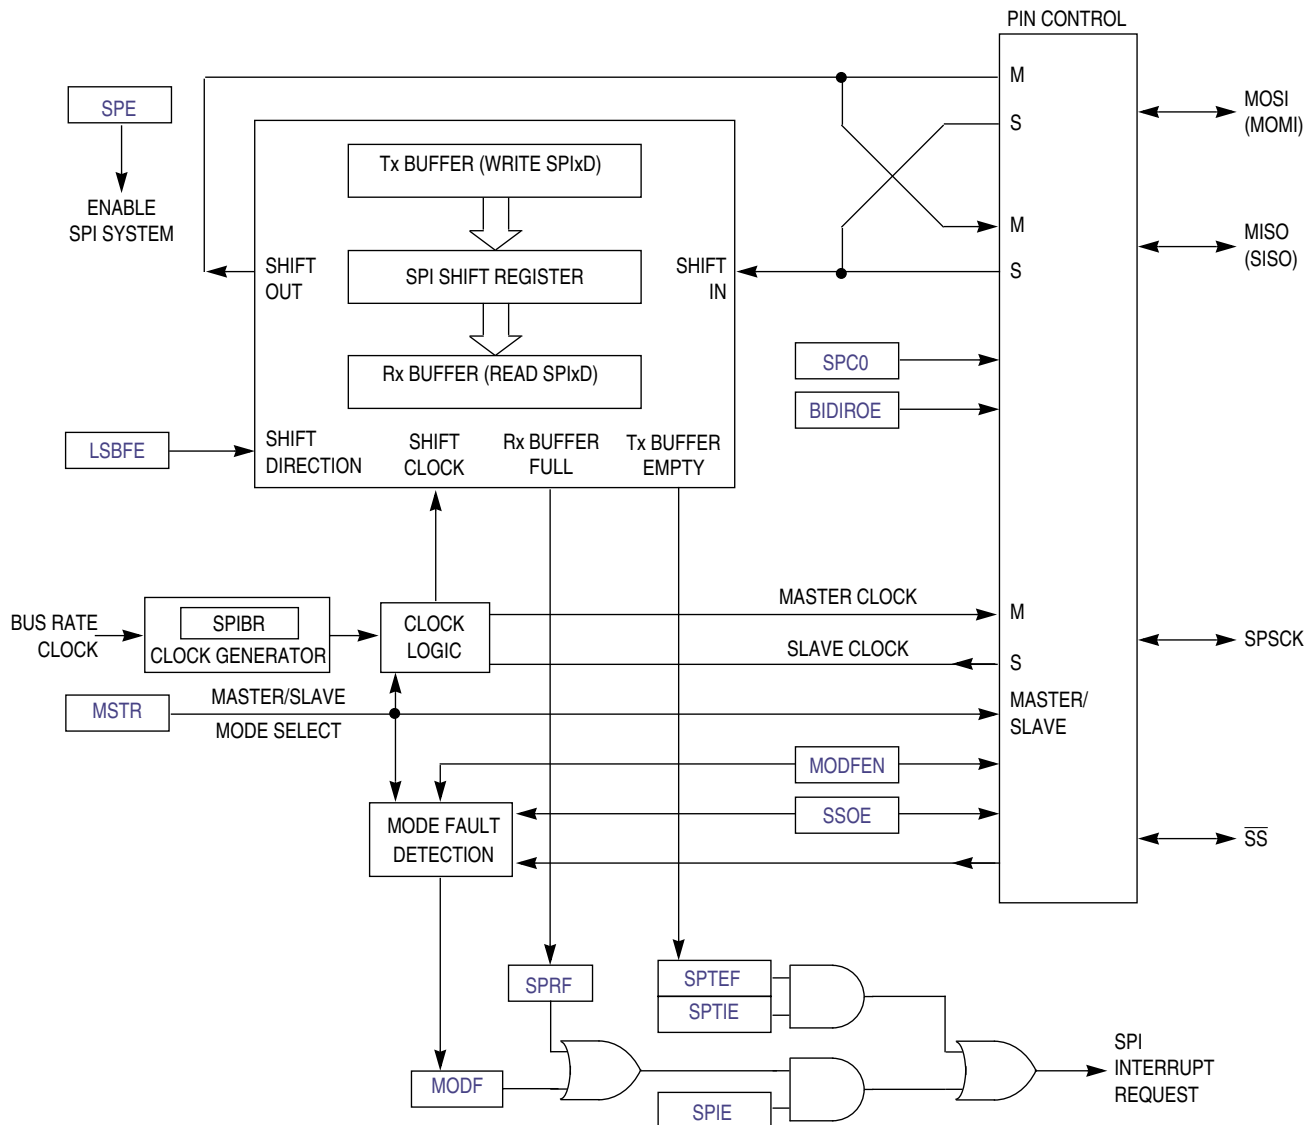 PIN CONTROL
M
MOSI
(MOMI)
S
SPE
ENABLE
SPI SYSTEM
Tx BUFFER (WRITE SPIxD)
SHIFT
OUT
SPI SHIFT REGISTER
SHIFT
IN
M
MISO
(SISO)
S
Rx BUFFER (READ SPIxD)
SPC0
BIDIROE
LSBFE
SHIFT
DIRECTION
SHIFT
CLOCK
Rx BUFFER
FULL
Tx BUFFER
EMPTY
BUS RATE
CLOCK
SPIBR
CLOCK GENERATOR
CLOCK
LOGIC
MASTER CLOCK
M
SLAVE CLOCK
S
SPSCK
MSTR
MASTER/SLAVE
MODE SELECT
MASTER/
SLAVE
MODFEN
SSOE
MODE FAULT
DETECTION
SS
SPRF
SPTEF
SPTIE
MODF
SPIE
SPI
INTERRUPT
REQUEST